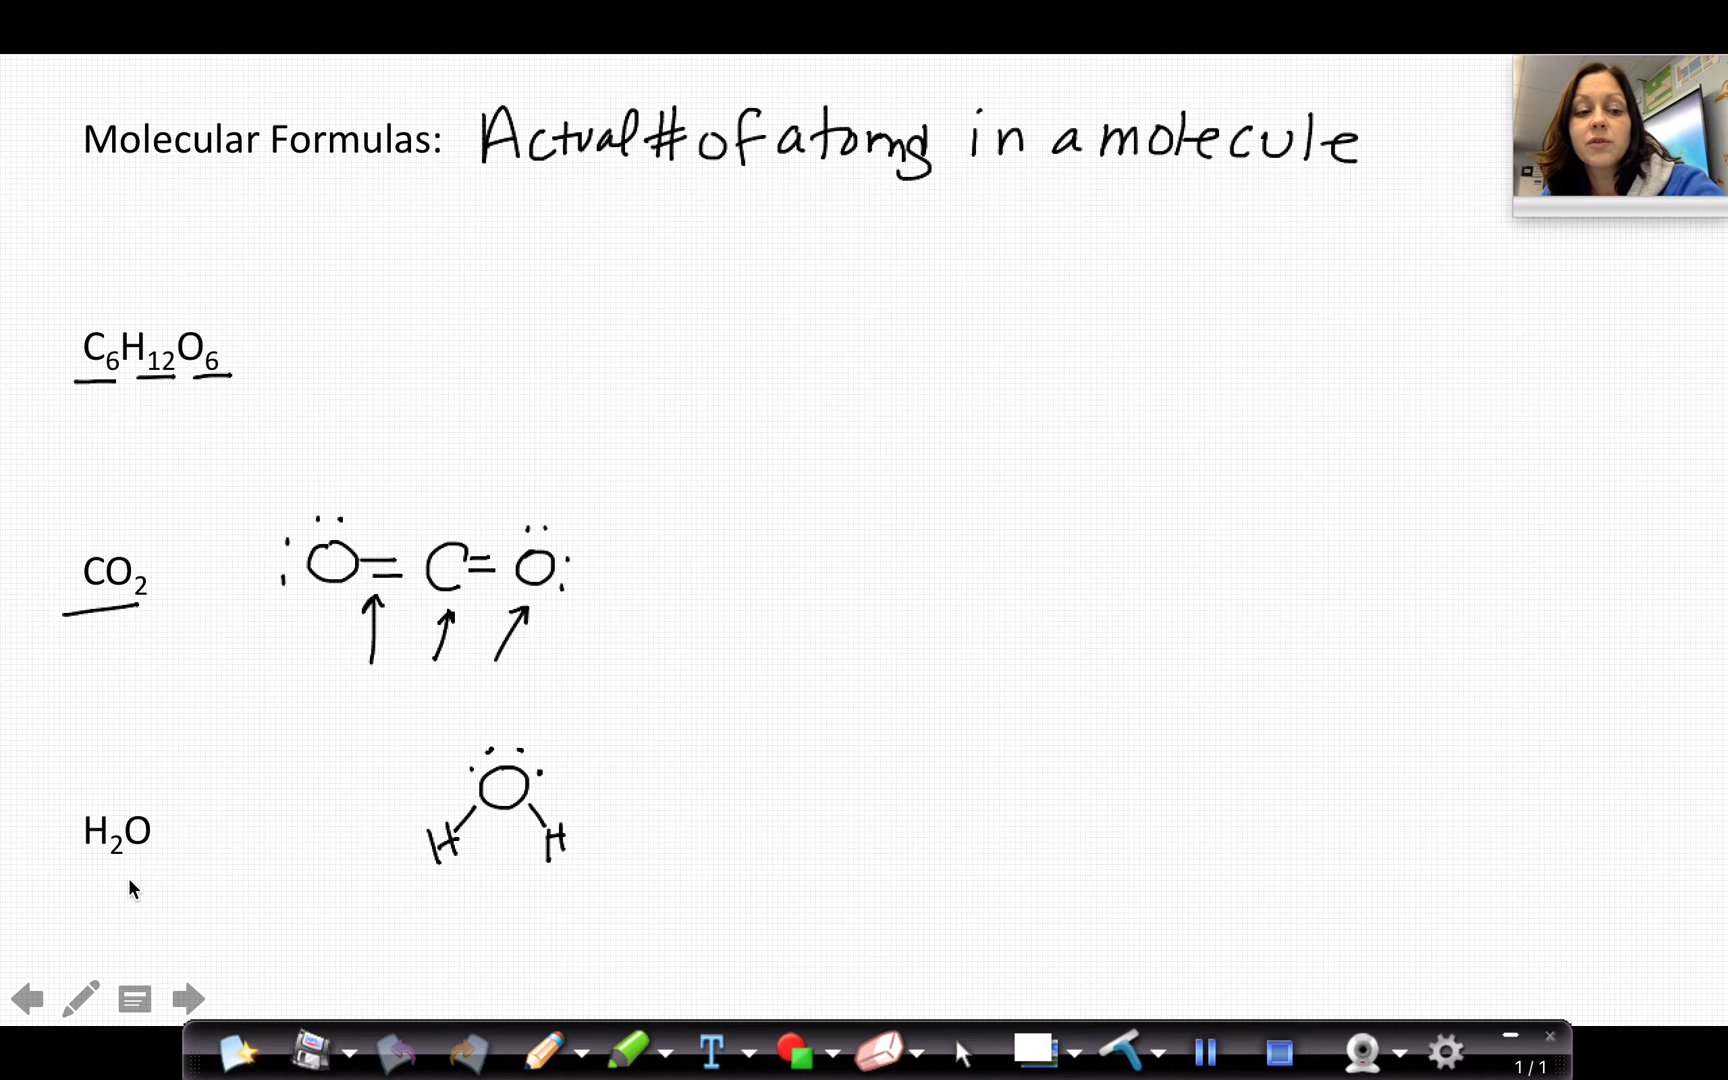 Molecular Formulas: Actual # of atoms in a molecule
C₆H₁₂O₆
CO₂ :Ö=C=Ö:
Ö
H₂O H H
T
1 / 1